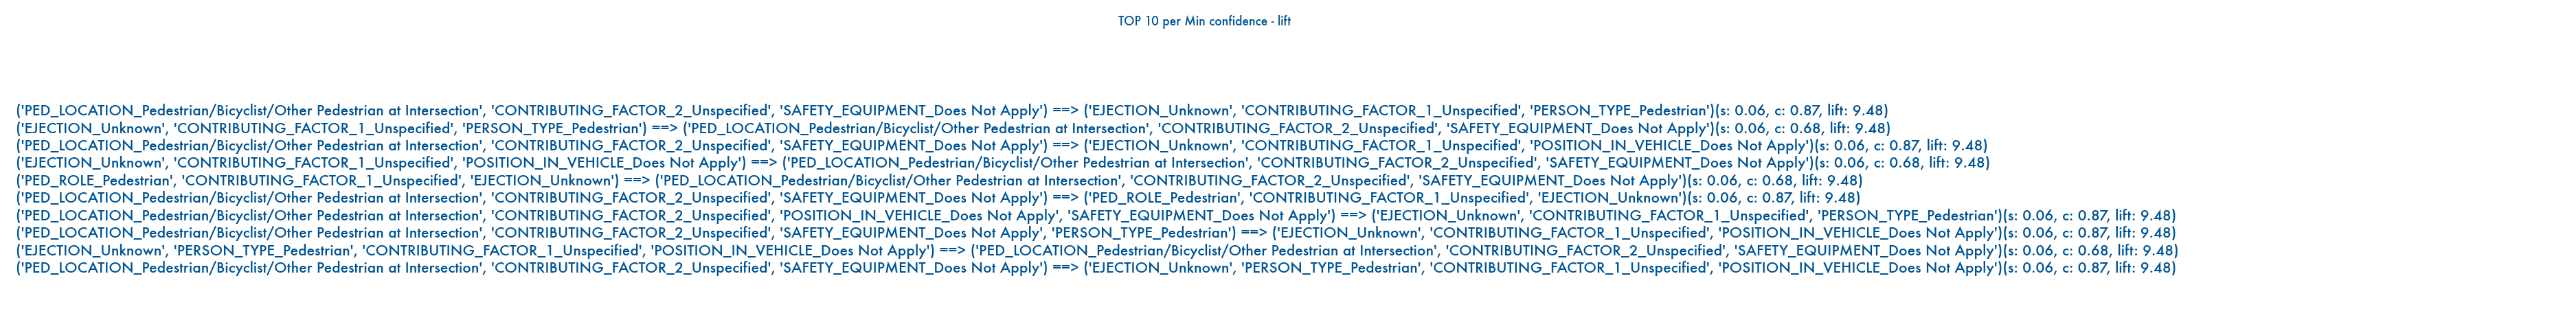 TOP 10 per Min confidence - lift
('PED_LOCATION_Pedestrian/Bicyclist/Other Pedestrian at Intersection', 'CONTRIBUTING_FACTOR_2_Unspecified', 'SAFETY_EQUIPMENT_Does Not Apply') ==> ('EJECTION_Unknown', 'CONTRIBUTING_FACTOR_1_Unspecified', 'PERSON_TYPE_Pedestrian')(s: 0.06, c: 0.87, lift: 9.48)
('EJECTION_Unknown', 'CONTRIBUTING_FACTOR_1_Unspecified', 'PERSON_TYPE_Pedestrian') ==> ('PED_LOCATION_Pedestrian/Bicyclist/Other Pedestrian at Intersection', 'CONTRIBUTING_FACTOR_2_Unspecified', 'SAFETY_EQUIPMENT_Does Not Apply')(s: 0.06, c: 0.68, lift: 9.48)
('PED_LOCATION_Pedestrian/Bicyclist/Other Pedestrian at Intersection', 'CONTRIBUTING_FACTOR_2_Unspecified', 'SAFETY_EQUIPMENT_Does Not Apply') ==> ('EJECTION_Unknown', 'CONTRIBUTING_FACTOR_1_Unspecified', 'POSITION_IN_VEHICLE_Does Not Apply')(s: 0.06, c: 0.87, lift: 9.48)
('EJECTION_Unknown', 'CONTRIBUTING_FACTOR_1_Unspecified', 'POSITION_IN_VEHICLE_Does Not Apply') ==> ('PED_LOCATION_Pedestrian/Bicyclist/Other Pedestrian at Intersection', 'CONTRIBUTING_FACTOR_2_Unspecified', 'SAFETY_EQUIPMENT_Does Not Apply')(s: 0.06, c: 0.68, lift: 9.48)
('PED_ROLE_Pedestrian', 'CONTRIBUTING_FACTOR_1_Unspecified', 'EJECTION_Unknown') ==> ('PED_LOCATION_Pedestrian/Bicyclist/Other Pedestrian at Intersection', 'CONTRIBUTING_FACTOR_2_Unspecified', 'SAFETY_EQUIPMENT_Does Not Apply')(s: 0.06, c: 0.68, lift: 9.48)
('PED_LOCATION_Pedestrian/Bicyclist/Other Pedestrian at Intersection', 'CONTRIBUTING_FACTOR_2_Unspecified', 'SAFETY_EQUIPMENT_Does Not Apply') ==> ('PED_ROLE_Pedestrian', 'CONTRIBUTING_FACTOR_1_Unspecified', 'EJECTION_Unknown')(s: 0.06, c: 0.87, lift: 9.48)
('PED_LOCATION_Pedestrian/Bicyclist/Other Pedestrian at Intersection', 'CONTRIBUTING_FACTOR_2_Unspecified', 'POSITION_IN_VEHICLE_Does Not Apply', 'SAFETY_EQUIPMENT_Does Not Apply') ==> ('EJECTION_Unknown', 'CONTRIBUTING_FACTOR_1_Unspecified', 'PERSON_TYPE_Pedestrian')(s: 0.06, c: 0.87, lift: 9.48)
('PED_LOCATION_Pedestrian/Bicyclist/Other Pedestrian at Intersection', 'CONTRIBUTING_FACTOR_2_Unspecified', 'SAFETY_EQUIPMENT_Does Not Apply', 'PERSON_TYPE_Pedestrian') ==> ('EJECTION_Unknown', 'CONTRIBUTING_FACTOR_1_Unspecified', 'POSITION_IN_VEHICLE_Does Not Apply')(s: 0.06, c: 0.87, lift: 9.48)
('EJECTION_Unknown', 'PERSON_TYPE_Pedestrian', 'CONTRIBUTING_FACTOR_1_Unspecified', 'POSITION_IN_VEHICLE_Does Not Apply') ==> ('PED_LOCATION_Pedestrian/Bicyclist/Other Pedestrian at Intersection', 'CONTRIBUTING_FACTOR_2_Unspecified', 'SAFETY_EQUIPMENT_Does Not Apply')(s: 0.06, c: 0.68, lift: 9.48)
('PED_LOCATION_Pedestrian/Bicyclist/Other Pedestrian at Intersection', 'CONTRIBUTING_FACTOR_2_Unspecified', 'SAFETY_EQUIPMENT_Does Not Apply') ==> ('EJECTION_Unknown', 'PERSON_TYPE_Pedestrian', 'CONTRIBUTING_FACTOR_1_Unspecified', 'POSITION_IN_VEHICLE_Does Not Apply')(s: 0.06, c: 0.87, lift: 9.48)